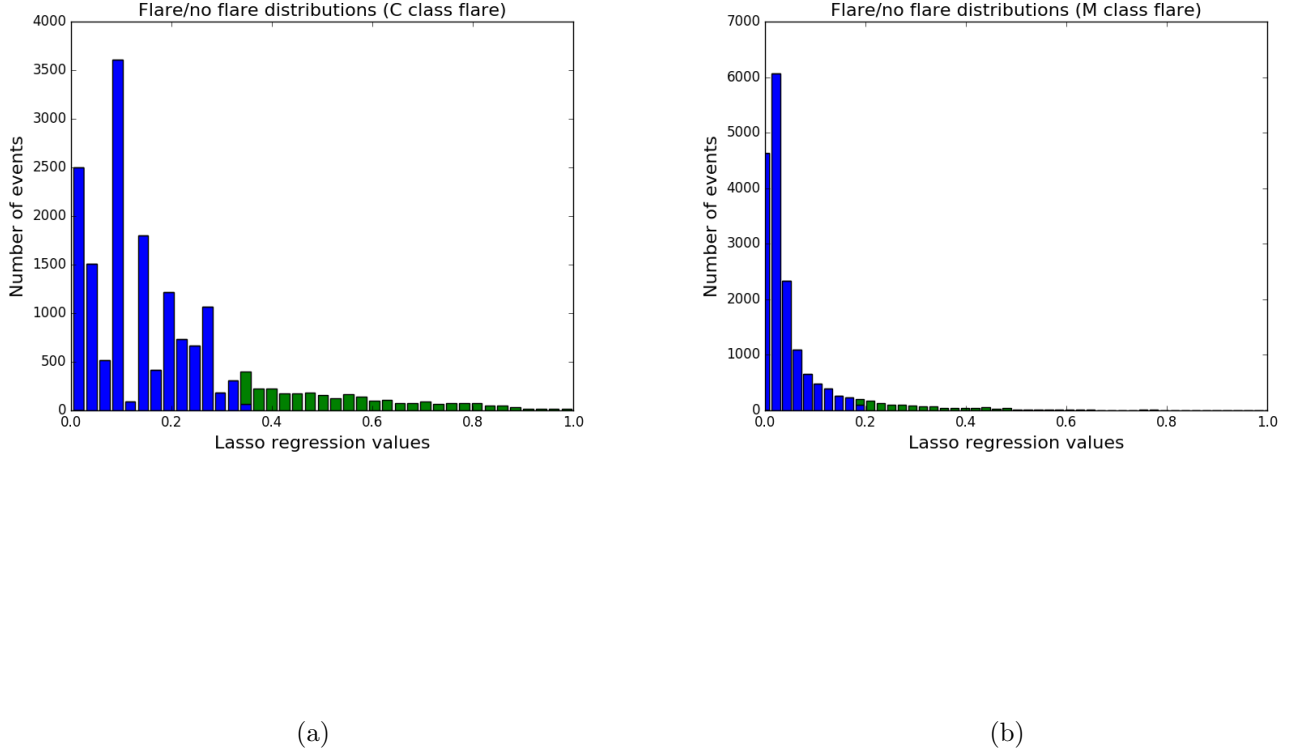 Flare/no flare distributions (C class flare)
4000
3500
3000
2500
2000
1500
1000
500
0
Number of events
0.0 0.2 0.4 0.6 0.8 1.0
Lasso regression values
(a)
Flare/no flare distributions (M class flare)
7000
6000
5000
4000
3000
2000
1000
0
Number of events
0.0 0.2 0.4 0.6 0.8 1.0
Lasso regression values
(b)